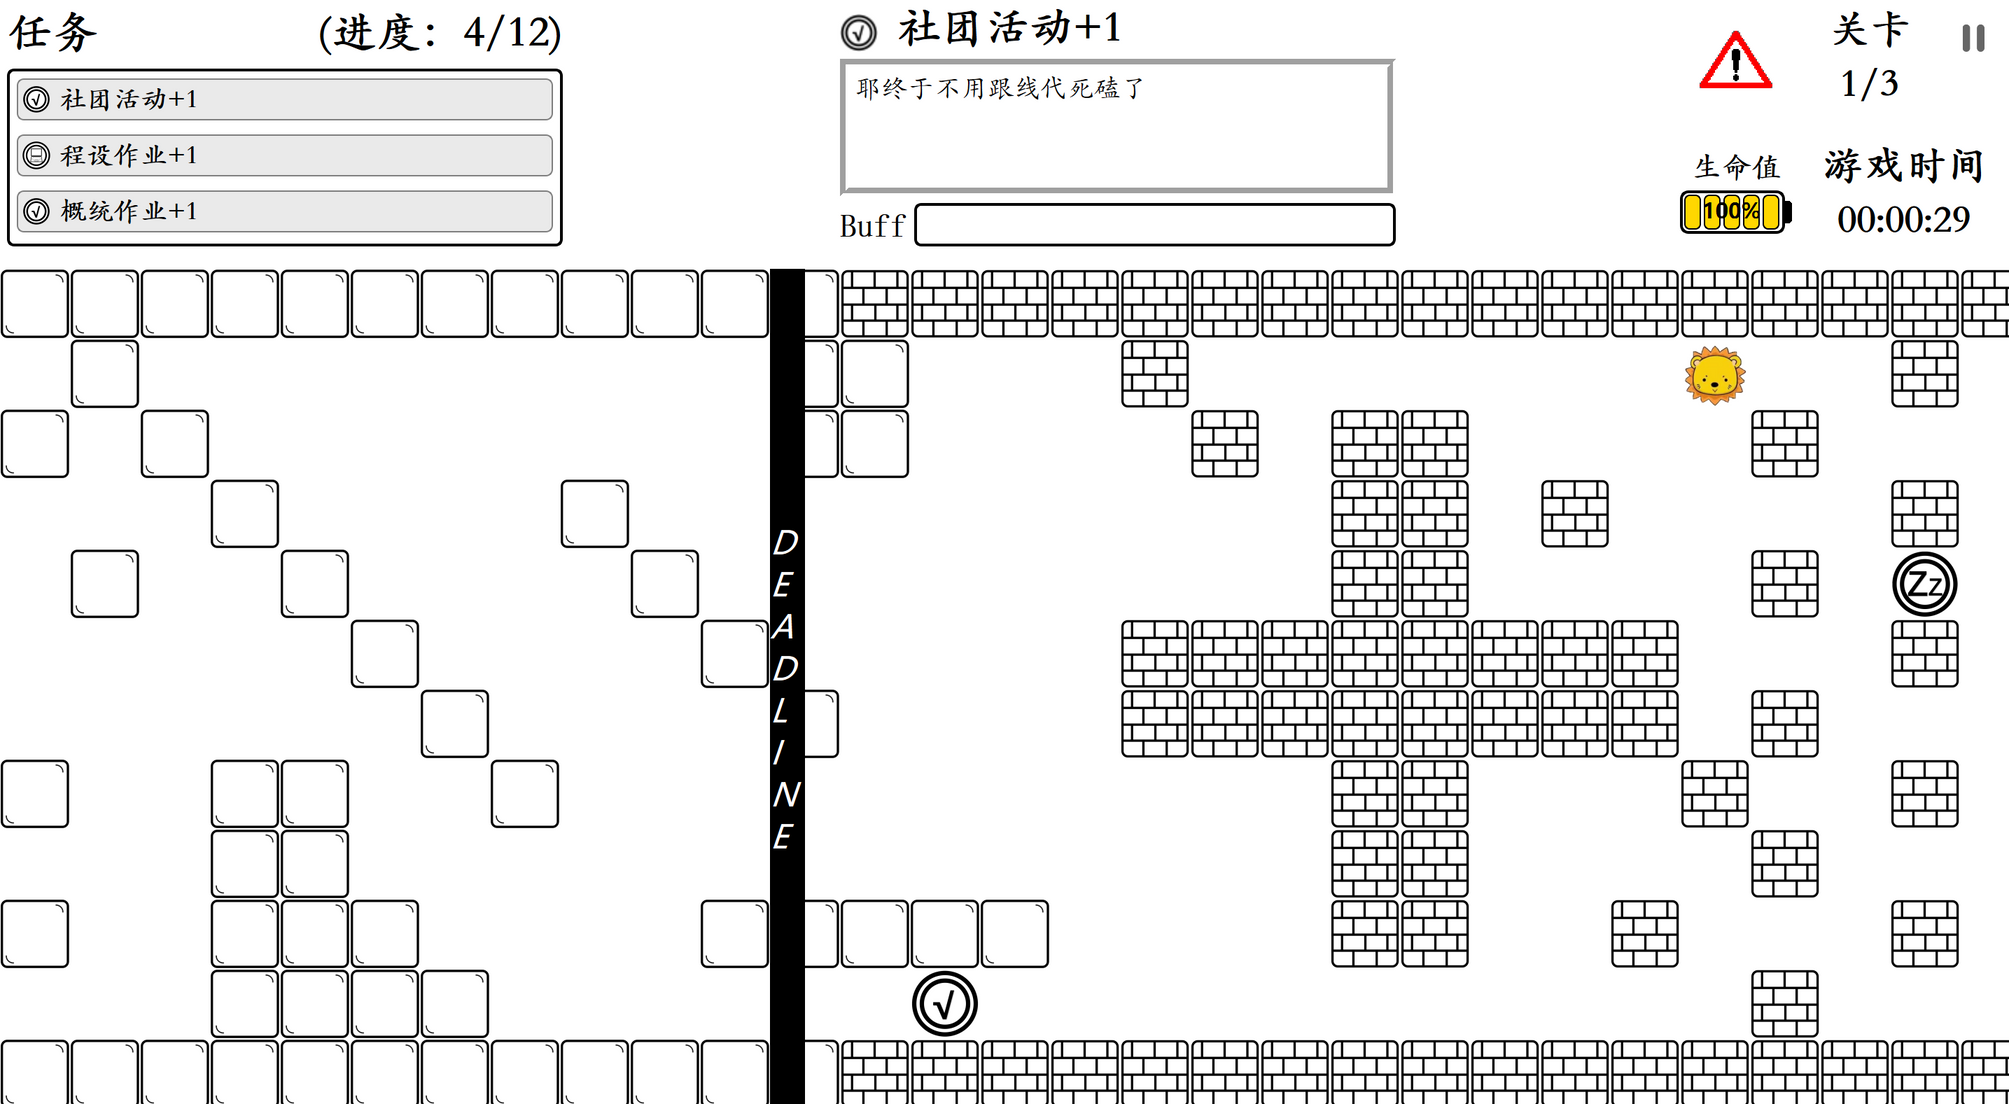 任务 (进度：4/12)
社团活动+1
程设作业+1
概统作业+1
社团活动+1
耶终于不用跟线代死磕了
Buff
关卡
1/3
生命值
100%
游戏时间
00:00:29
DEADLINE
Zz